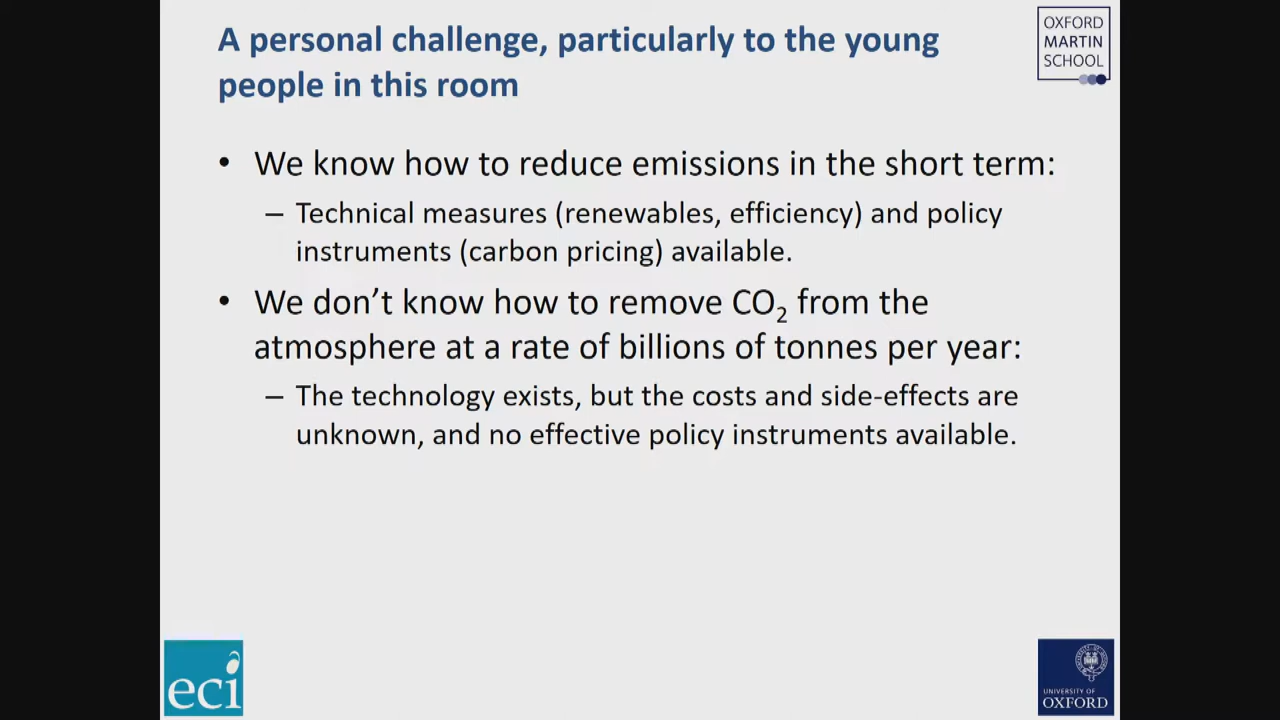 A personal challenge, particularly to the young
people in this room
OXFORD
MARTIN
SCHOOL
• We know how to reduce emissions in the short term:
– Technical measures (renewables, efficiency) and policy
instruments (carbon pricing) available.
• We don’t know how to remove CO₂ from the
atmosphere at a rate of billions of tonnes per year:
– The technology exists, but the costs and side-effects are
unknown, and no effective policy instruments available.
eci
UNIVERSITY OF
OXFORD